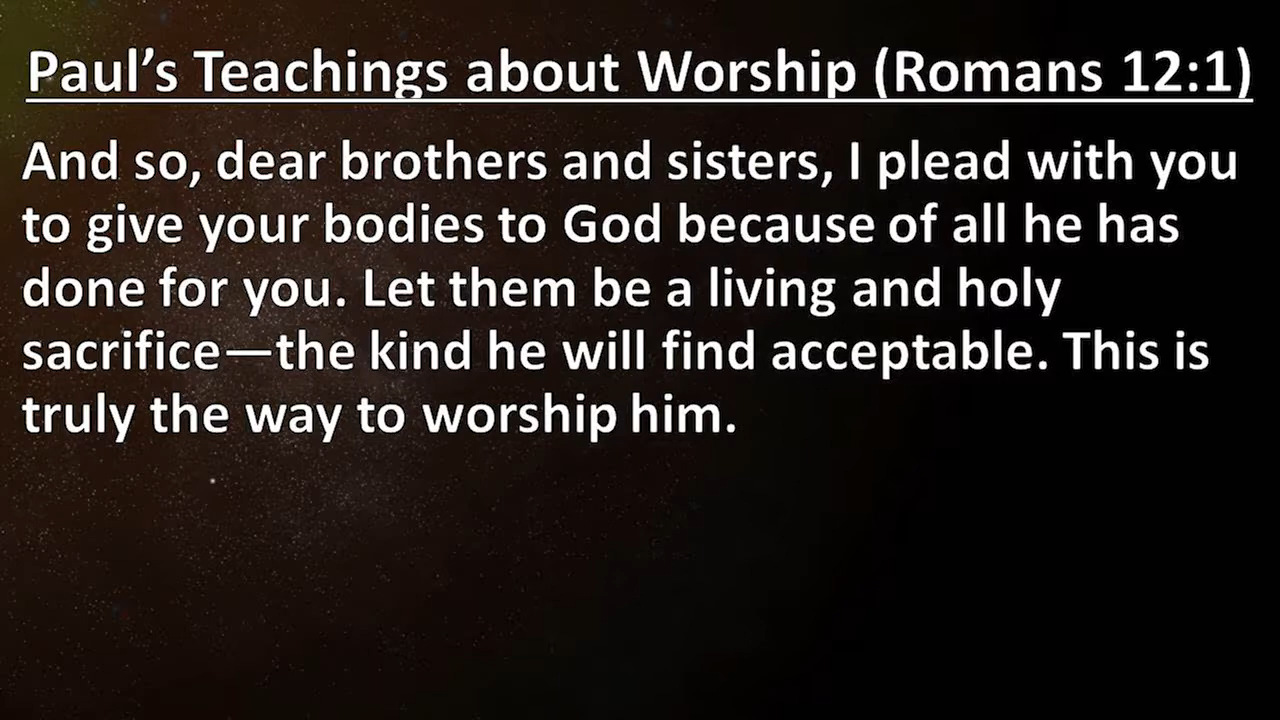 Paul’s Teachings about Worship (Romans 12:1)
And so, dear brothers and sisters, I plead with you
to give your bodies to God because of all he has
done for you. Let them be a living and holy
sacrifice—the kind he will find acceptable. This is
truly the way to worship him.